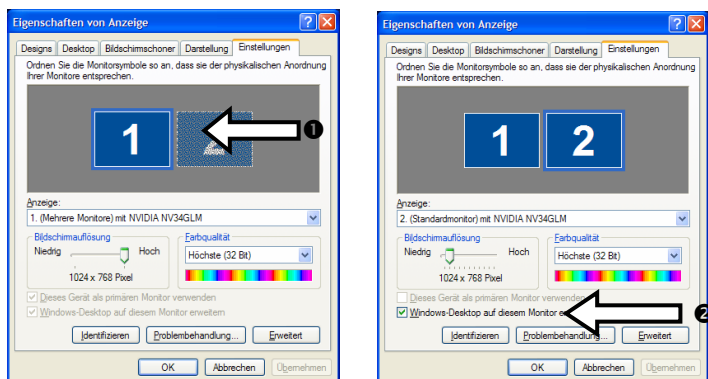 Eigenschaften von Anzeige
Designs Desktop Bildschirmschoner Darstellung Einstellungen
Ordnen Sie die Monitorsymbole so an, dass sie der physikalischen Anordnung
Ihrer Monitore entsprechen.
1 2
❶
Anzeige:
1. (Mehrere Monitore) mit NVIDIA NV34GLM
Bildschirmauflösung
Niedrig Hoch
1024 x 768 Pixel
Farbqualität
Höchste (32 Bit)
Dieses Gerät als primären Monitor verwenden
Windows-Desktop auf diesem Monitor erweitern
Identifizieren Problembehandlung... Erweitert
OK Abbrechen Übernehmen
Eigenschaften von Anzeige
Designs Desktop Bildschirmschoner Darstellung Einstellungen
Ordnen Sie die Monitorsymbole so an, dass sie der physikalischen Anordnung
Ihrer Monitore entsprechen.
1 2
Anzeige:
2. (Standardmonitor) mit NVIDIA NV34GLM
Bildschirmauflösung
Niedrig Hoch
1024 x 768 Pixel
Farbqualität
Höchste (32 Bit)
Dieses Gerät als primären Monitor verwenden
Windows-Desktop auf diesem Monitor
❷
Identifizieren Problembehandlung... Erweitert
OK Abbrechen Übernehmen